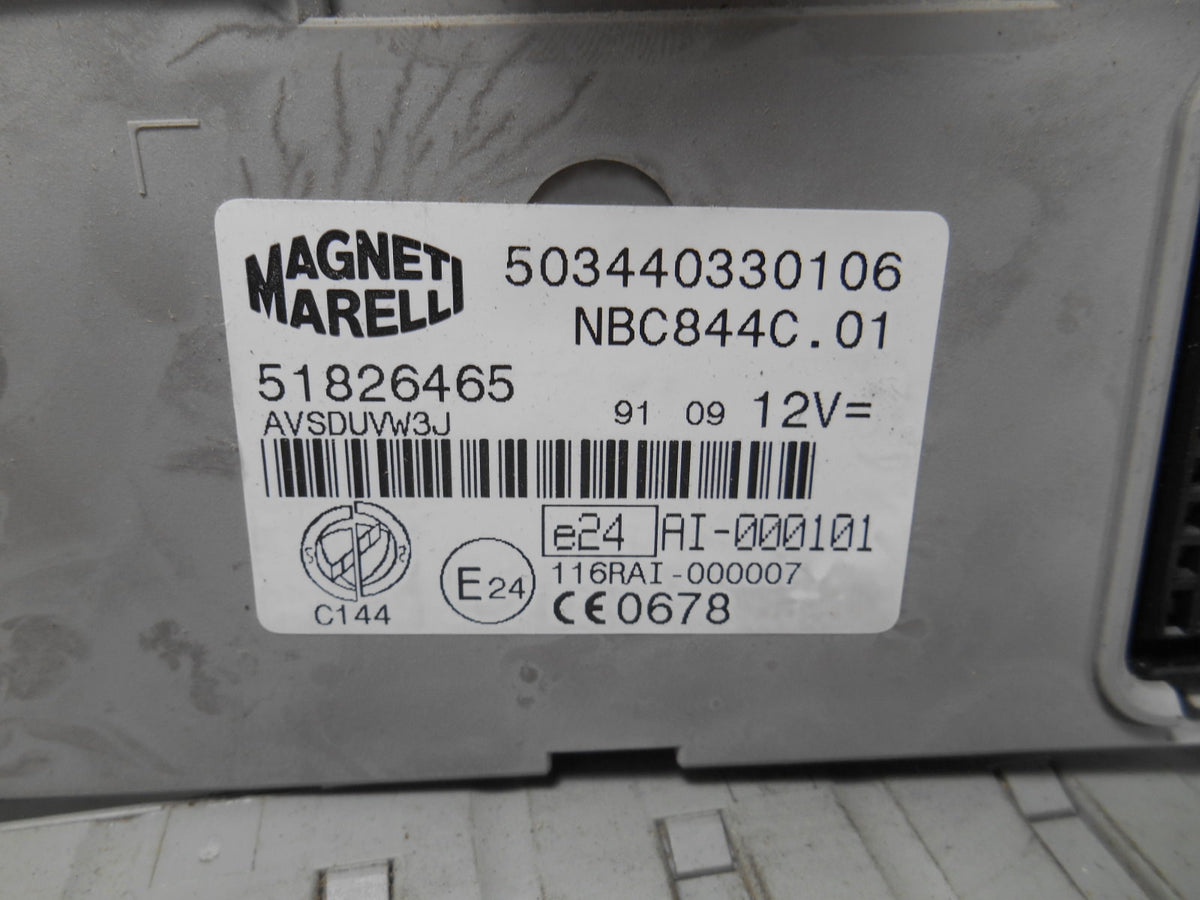 MAGNETI
MARELLI
503440330106
NBC844C.01
51826465
AVSDUVW3J
91 09 12V=
e24 AI-000101
116RAI-000007
E24
C144
CE0678